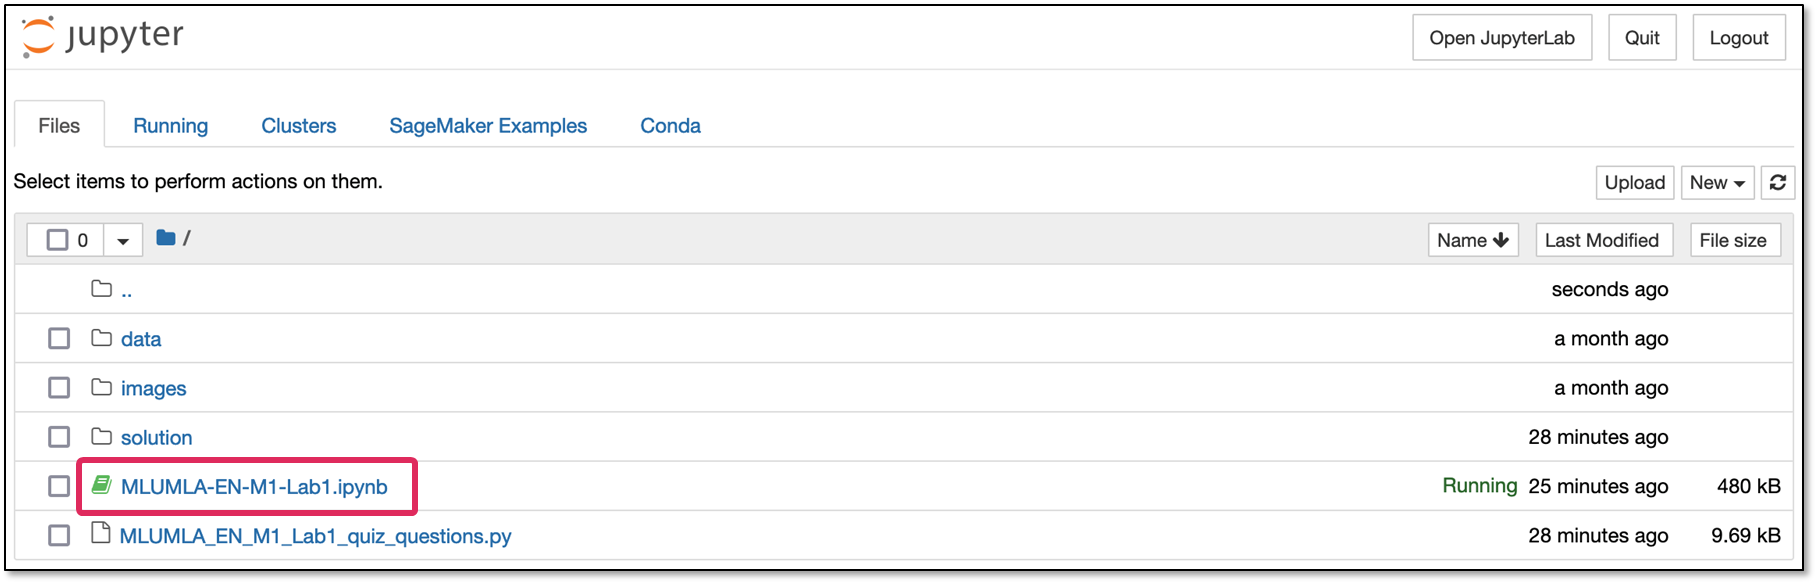 jupyter Open JupyterLab Quit Logout
Files Running Clusters SageMaker Examples Conda
Select items to perform actions on them. Upload New
0 / Name Last Modified File size
.. seconds ago
data a month ago
images a month ago
solution 28 minutes ago
MLUMLA-EN-M1-Lab1.ipynb Running 25 minutes ago 480 kB
MLUMLA_EN_M1_Lab1_quiz_questions.py 28 minutes ago 9.69 kB